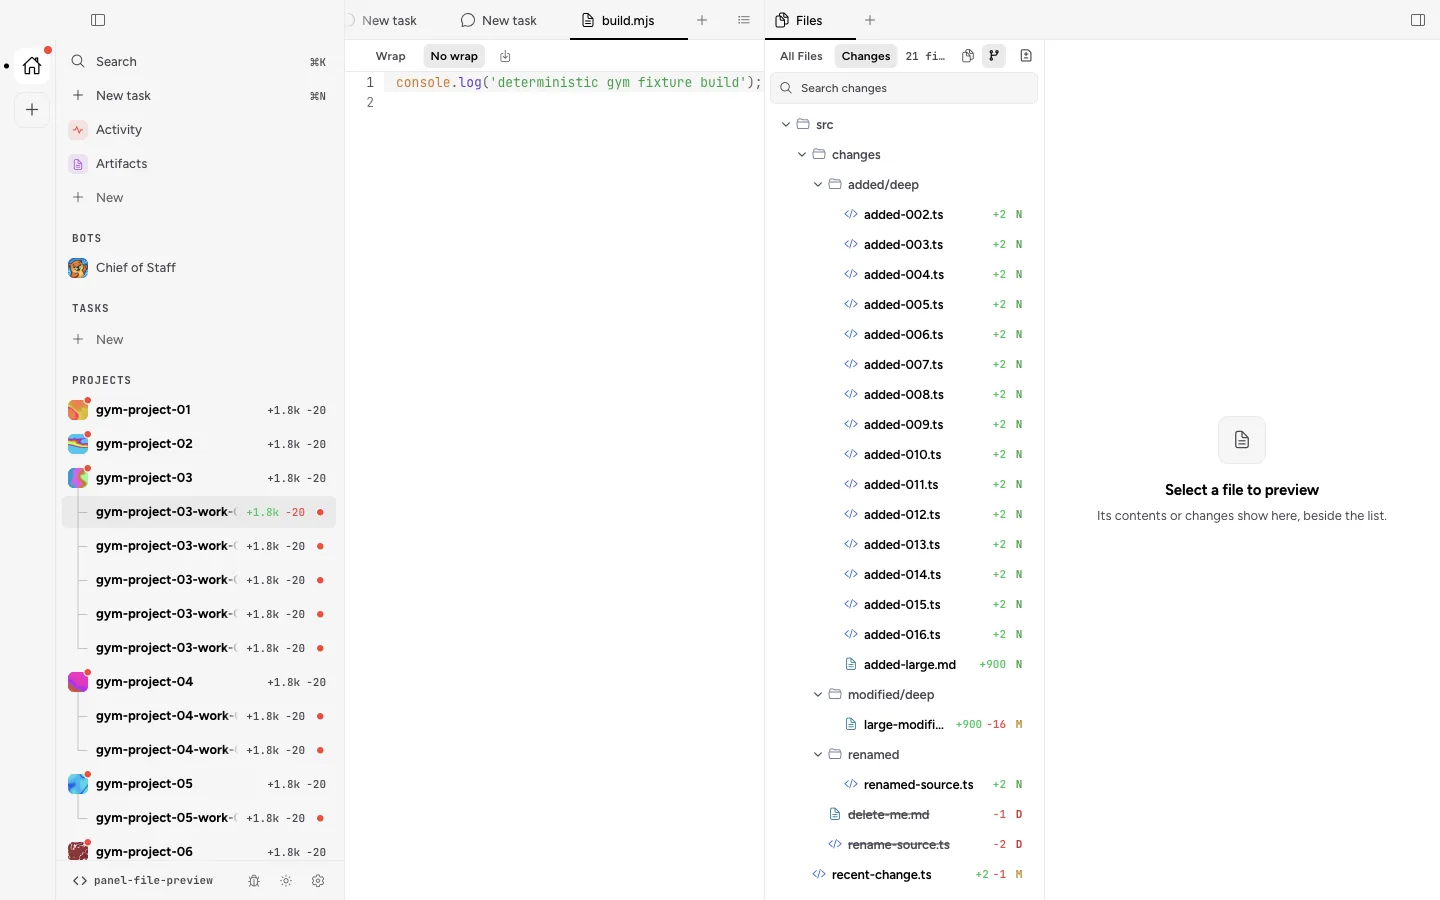 Search ⌘K
New task ⌘N
Activity
Artifacts
New
BOTS
Chief of Staff
TASKS
New
PROJECTS
gym-project-01 +1.8k -20
gym-project-02 +1.8k -20
gym-project-03 +1.8k -20
gym-project-03-work- +1.8k -20
gym-project-03-work- +1.8k -20
gym-project-03-work- +1.8k -20
gym-project-03-work- +1.8k -20
gym-project-03-work- +1.8k -20
gym-project-04 +1.8k -20
gym-project-04-work- +1.8k -20
gym-project-04-work- +1.8k -20
gym-project-05 +1.8k -20
gym-project-05-work- +1.8k -20
gym-project-06 +1.8k -20
panel-file-preview
New task
New task
build.mjs
Wrap No wrap
1 console.log('deterministic gym fixture build');
2
Files
All Files Changes 21 fi...
Search changes
src
changes
added/deep
added-002.ts +2 N
added-003.ts +2 N
added-004.ts +2 N
added-005.ts +2 N
added-006.ts +2 N
added-007.ts +2 N
added-008.ts +2 N
added-009.ts +2 N
added-010.ts +2 N
added-011.ts +2 N
added-012.ts +2 N
added-013.ts +2 N
added-014.ts +2 N
added-015.ts +2 N
added-016.ts +2 N
added-large.md +900 N
modified/deep
large-modifi... +900 -16 M
renamed
renamed-source.ts +2 N
delete-me.md -1 D
rename-source.ts -2 D
recent-change.ts +2 -1 M
Select a file to preview
Its contents or changes show here, beside the list.